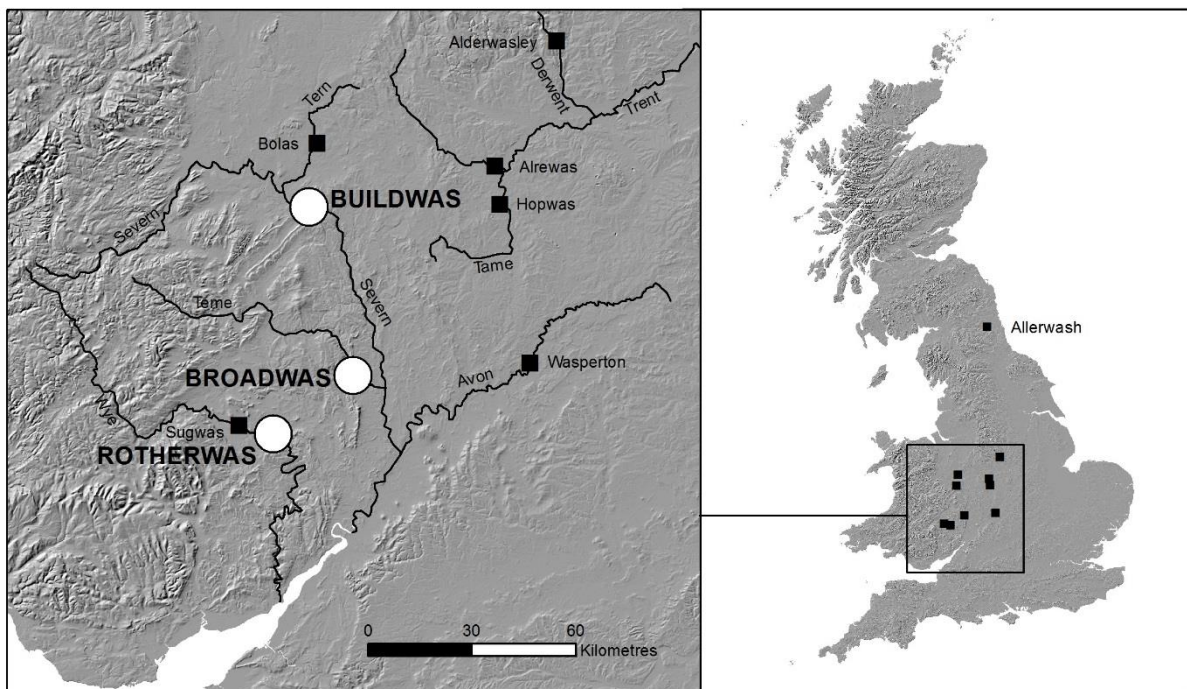 Alderwasley
Derwent
Trent
Tern
Bolas
Alrewas
BUILDWAS
Hopwas
Severn
Tame
Teme
Severn
Wasperton
BROADWAS
Avon
Wye
Sugwas
ROTHERWAS
0 30 60
Kilometres
Allerwash